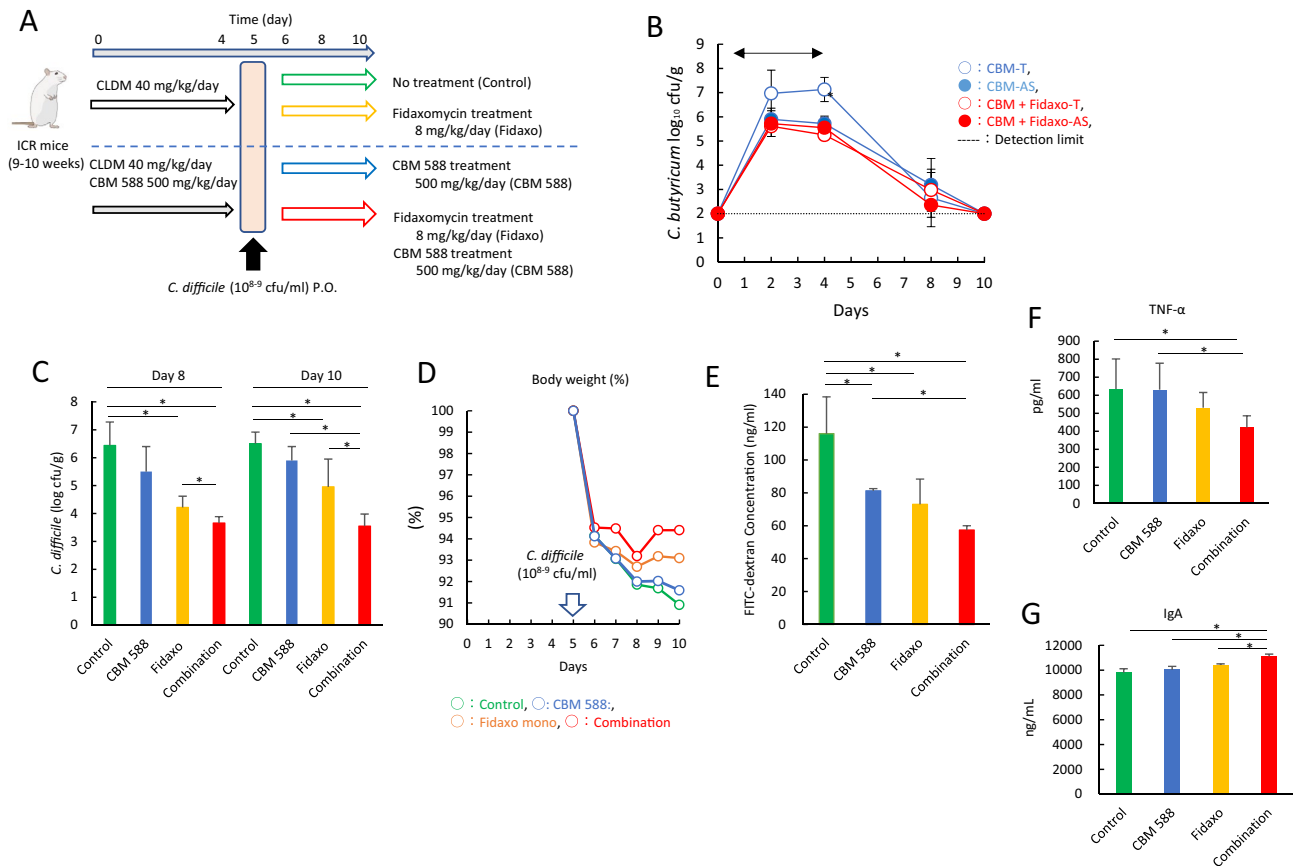 A
Time (day)
0 4 5 6 8 10
CLDM 40 mg/kg/day
No treatment (Control)
Fidaxomycin treatment
8 mg/kg/day (Fidaxo)
ICR mice
(9-10 weeks)
CLDM 40 mg/kg/day
CBM 588 500 mg/kg/day
CBM 588 treatment
500 mg/kg/day (CBM 588)
Fidaxomycin treatment
8 mg/kg/day (Fidaxo)
CBM 588 treatment
500 mg/kg/day (CBM 588)
C. difficile (10⁸⁻⁹ cfu/ml) P.O.
B
C. butyricum log₁₀ cfu/g
9
8
7
6
5
4
3
2
1
0
*
0 1 2 3 4 5 6 7 8 9 10
Days
○ : CBM-T,
● : CBM-AS,
○ : CBM + Fidaxo-T,
● : CBM + Fidaxo-AS,
----- : Detection limit
C
Day 8 Day 10
* * * * * * *
C. difficile (log cfu/g)
8
7
6
5
4
3
2
1
0
Control CBM 588 Fidaxo Combination Control CBM 588 Fidaxo Combination
D
Body weight (%)
(%)
100
99
98
97
96
95
94
93
92
91
90
C. difficile
(10⁸⁻⁹ cfu/ml)
0 1 2 3 4 5 6 7 8 9 10
Days
○ : Control, ○: CBM 588:,
○ : Fidaxo mono, ○ : Combination
E
* * * *
FITC-dextran Concentration (ng/ml)
160
140
120
100
80
60
40
20
0
Control CBM 588 Fidaxo Combination
F
TNF-α
* *
pg/ml
900
800
700
600
500
400
300
200
100
0
Control CBM 588 Fidaxo Combination
G
IgA
* * *
ng/mL
12000
10000
8000
6000
4000
2000
0
Control CBM 588 Fidaxo Combination